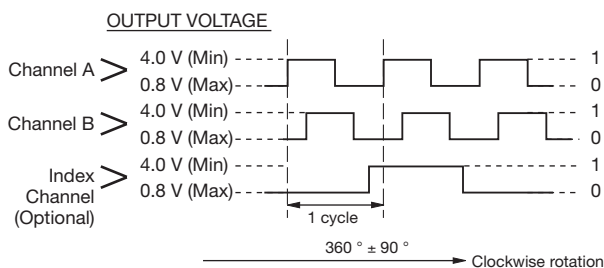 OUTPUT VOLTAGE
Channel A
4.0 V (Min)
1
0.8 V (Max)
0
Channel B
4.0 V (Min)
1
0.8 V (Max)
0
Index
Channel
(Optional)
4.0 V (Min)
1
0.8 V (Max)
0
1 cycle
360 ° ± 90 °
Clockwise rotation